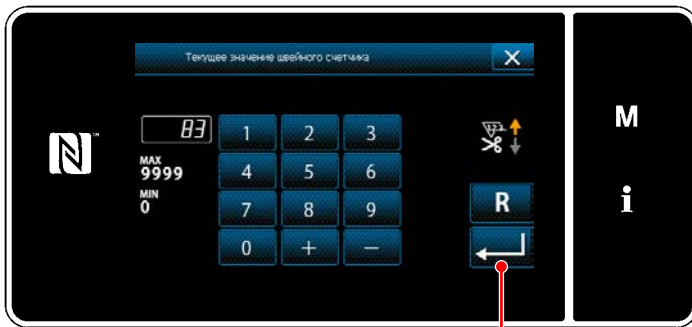 Текущее значение швейного счетчика
83
MAX
9999
MIN
0
1 2 3
4 5 6
7 8 9
0 + −
123
R
N
M
i